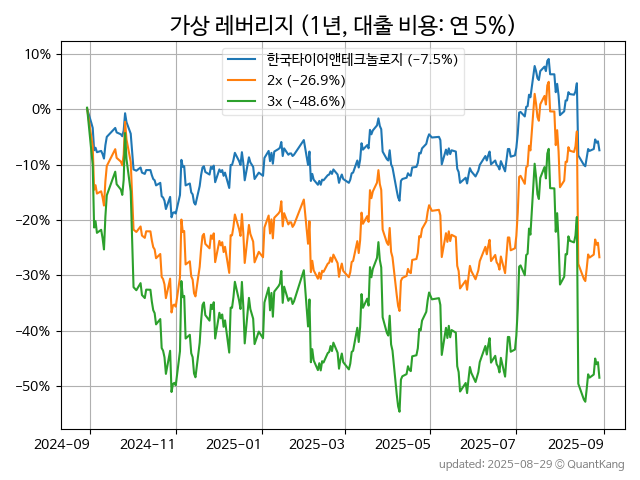 가상 레버리지 (1년, 대출 비용: 연 5%)
한국타이어앤테크놀로지 (−7.5%)
2x (−26.9%)
3x (−48.6%)
10%
0%
−10%
−20%
−30%
−40%
−50%
2024-09
2024-11
2025-01
2025-03
2025-05
2025-07
2025-09
updated: 2025-08-29 © QuantKang